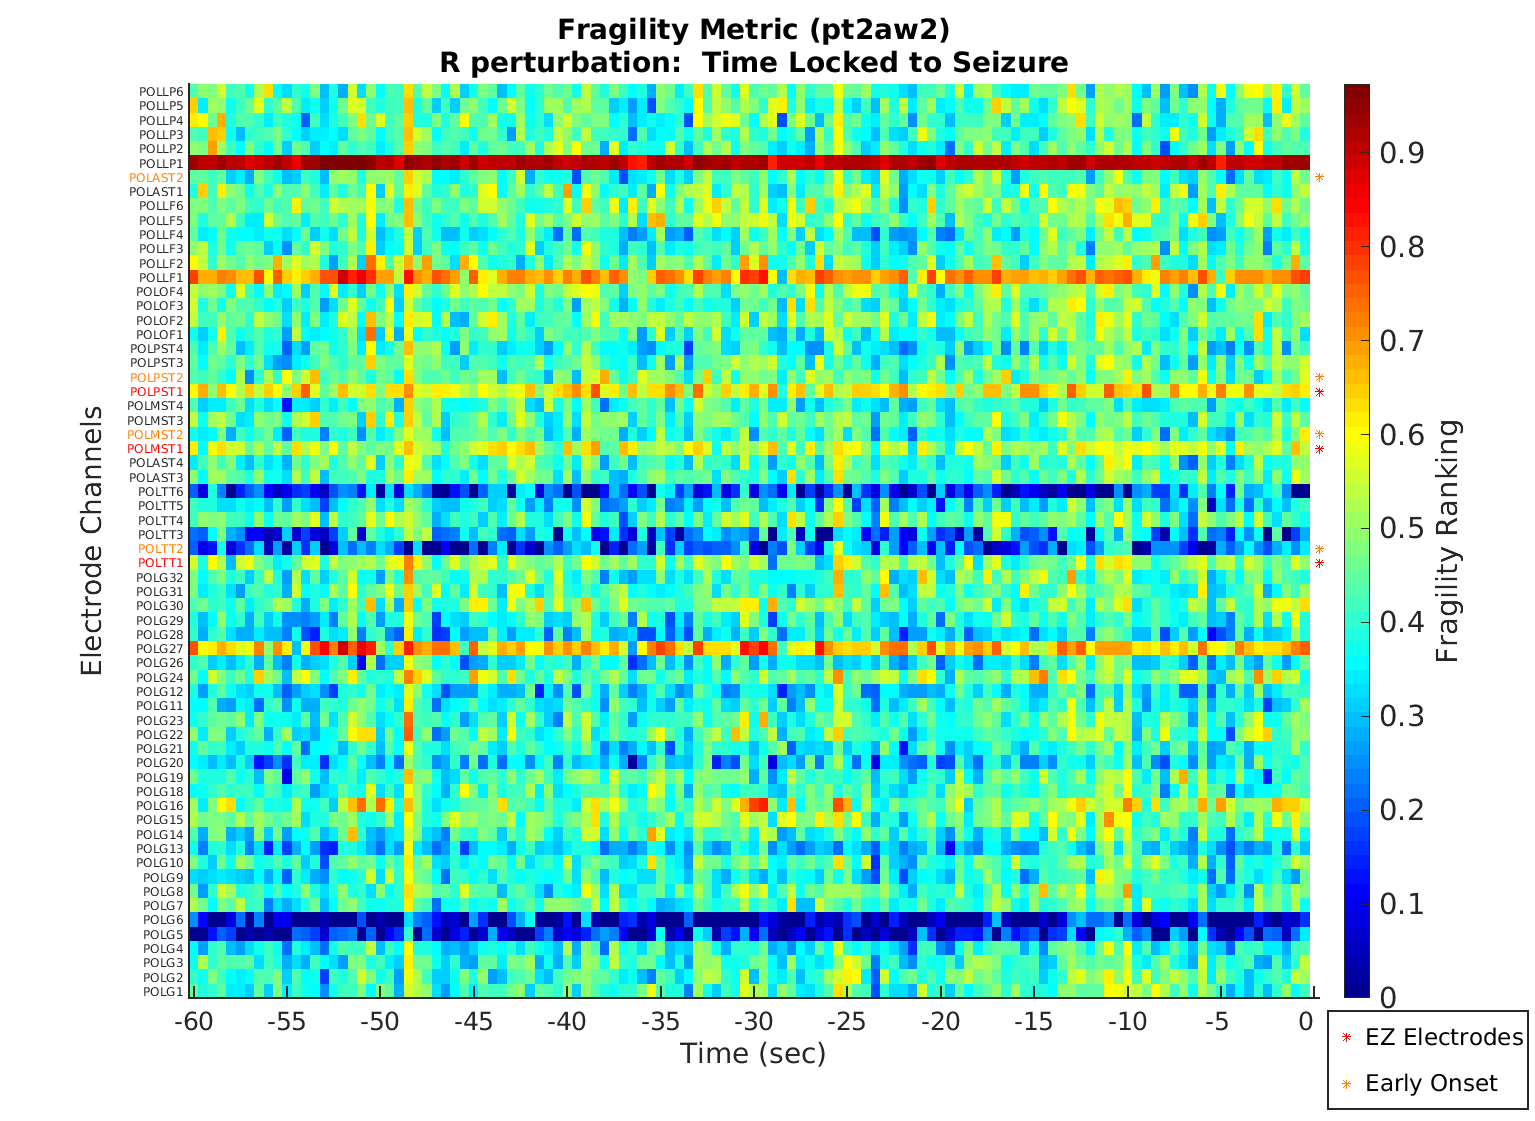 Fragility Metric (pt2aw2)
R perturbation:  Time Locked to Seizure
Electrode Channels
POLLP6
POLLP5
POLLP4
POLLP3
POLLP2
POLLP1
POLAST2
POLAST1
POLLF6
POLLF5
POLLF4
POLLF3
POLLF2
POLLF1
POLOF4
POLOF3
POLOF2
POLOF1
POLPST4
POLPST3
POLPST2
POLPST1
POLMST4
POLMST3
POLMST2
POLMST1
POLAST4
POLAST3
POLTT6
POLTT5
POLTT4
POLTT3
POLTT2
POLTT1
POLG32
POLG31
POLG30
POLG29
POLG28
POLG27
POLG26
POLG24
POLG12
POLG11
POLG23
POLG22
POLG21
POLG20
POLG19
POLG18
POLG16
POLG15
POLG14
POLG13
POLG10
POLG9
POLG8
POLG7
POLG6
POLG5
POLG4
POLG3
POLG2
POLG1
-60 -55 -50 -45 -40 -35 -30 -25 -20 -15 -10 -5 0
Time (sec)
0.9
0.8
0.7
0.6
0.5
0.4
0.3
0.2
0.1
0
Fragility Ranking
EZ Electrodes
Early Onset